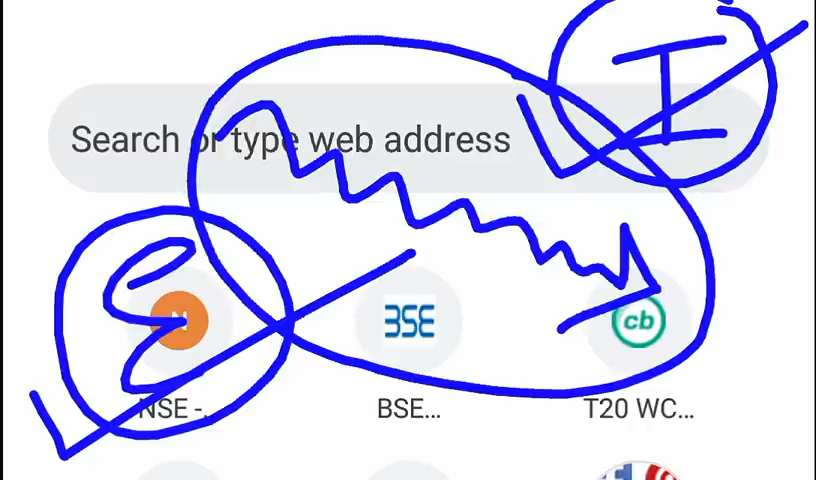 I
Search or type web address
N
BSE
cb
NSE -..
BSE...
T20 WC...